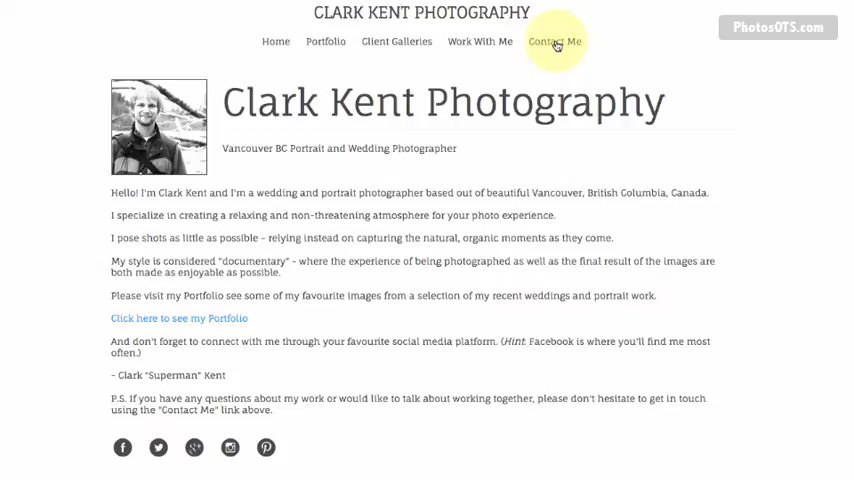 CLARK KENT PHOTOGRAPHY
PhotosOTS.com
Home Portfolio Client Galleries Work With Me Contact Me
Clark Kent Photography
Vancouver BC Portrait and Wedding Photographer
Hello! I'm Clark Kent and I'm a wedding and portrait photographer based out of beautiful Vancouver, British Columbia, Canada.
I specialize in creating a relaxing and non-threatening atmosphere for your photo experience.
I pose shots as little as possible - relying instead on capturing the natural, organic moments as they come.
My style is considered "documentary" - where the experience of being photographed as well as the final result of the images are
both made as enjoyable as possible.
Please visit my Portfolio see some of my favourite images from a selection of my recent weddings and portrait work.
Click here to see my Portfolio
And don't forget to connect with me through your favourite social media platform. (Hint: Facebook is where you'll find me most
often.)
- Clark "Superman" Kent
P.S. If you have any questions about my work or would like to talk about working together, please don't hesitate to get in touch
using the "Contact Me" link above.